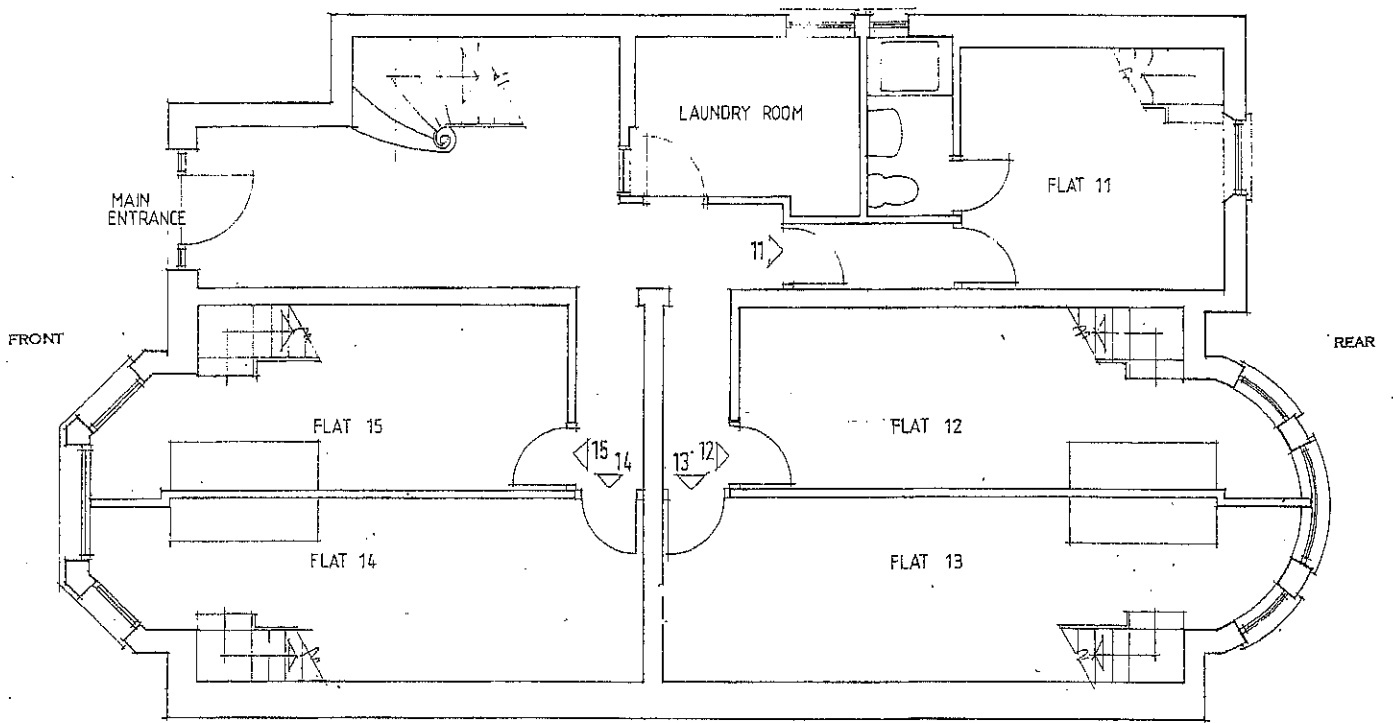 LAUNDRY ROOM
FLAT 11
MAIN
ENTRANCE
11
FRONT
REAR
FLAT 15
FLAT 12
15
14
13
12
FLAT 14
FLAT 13